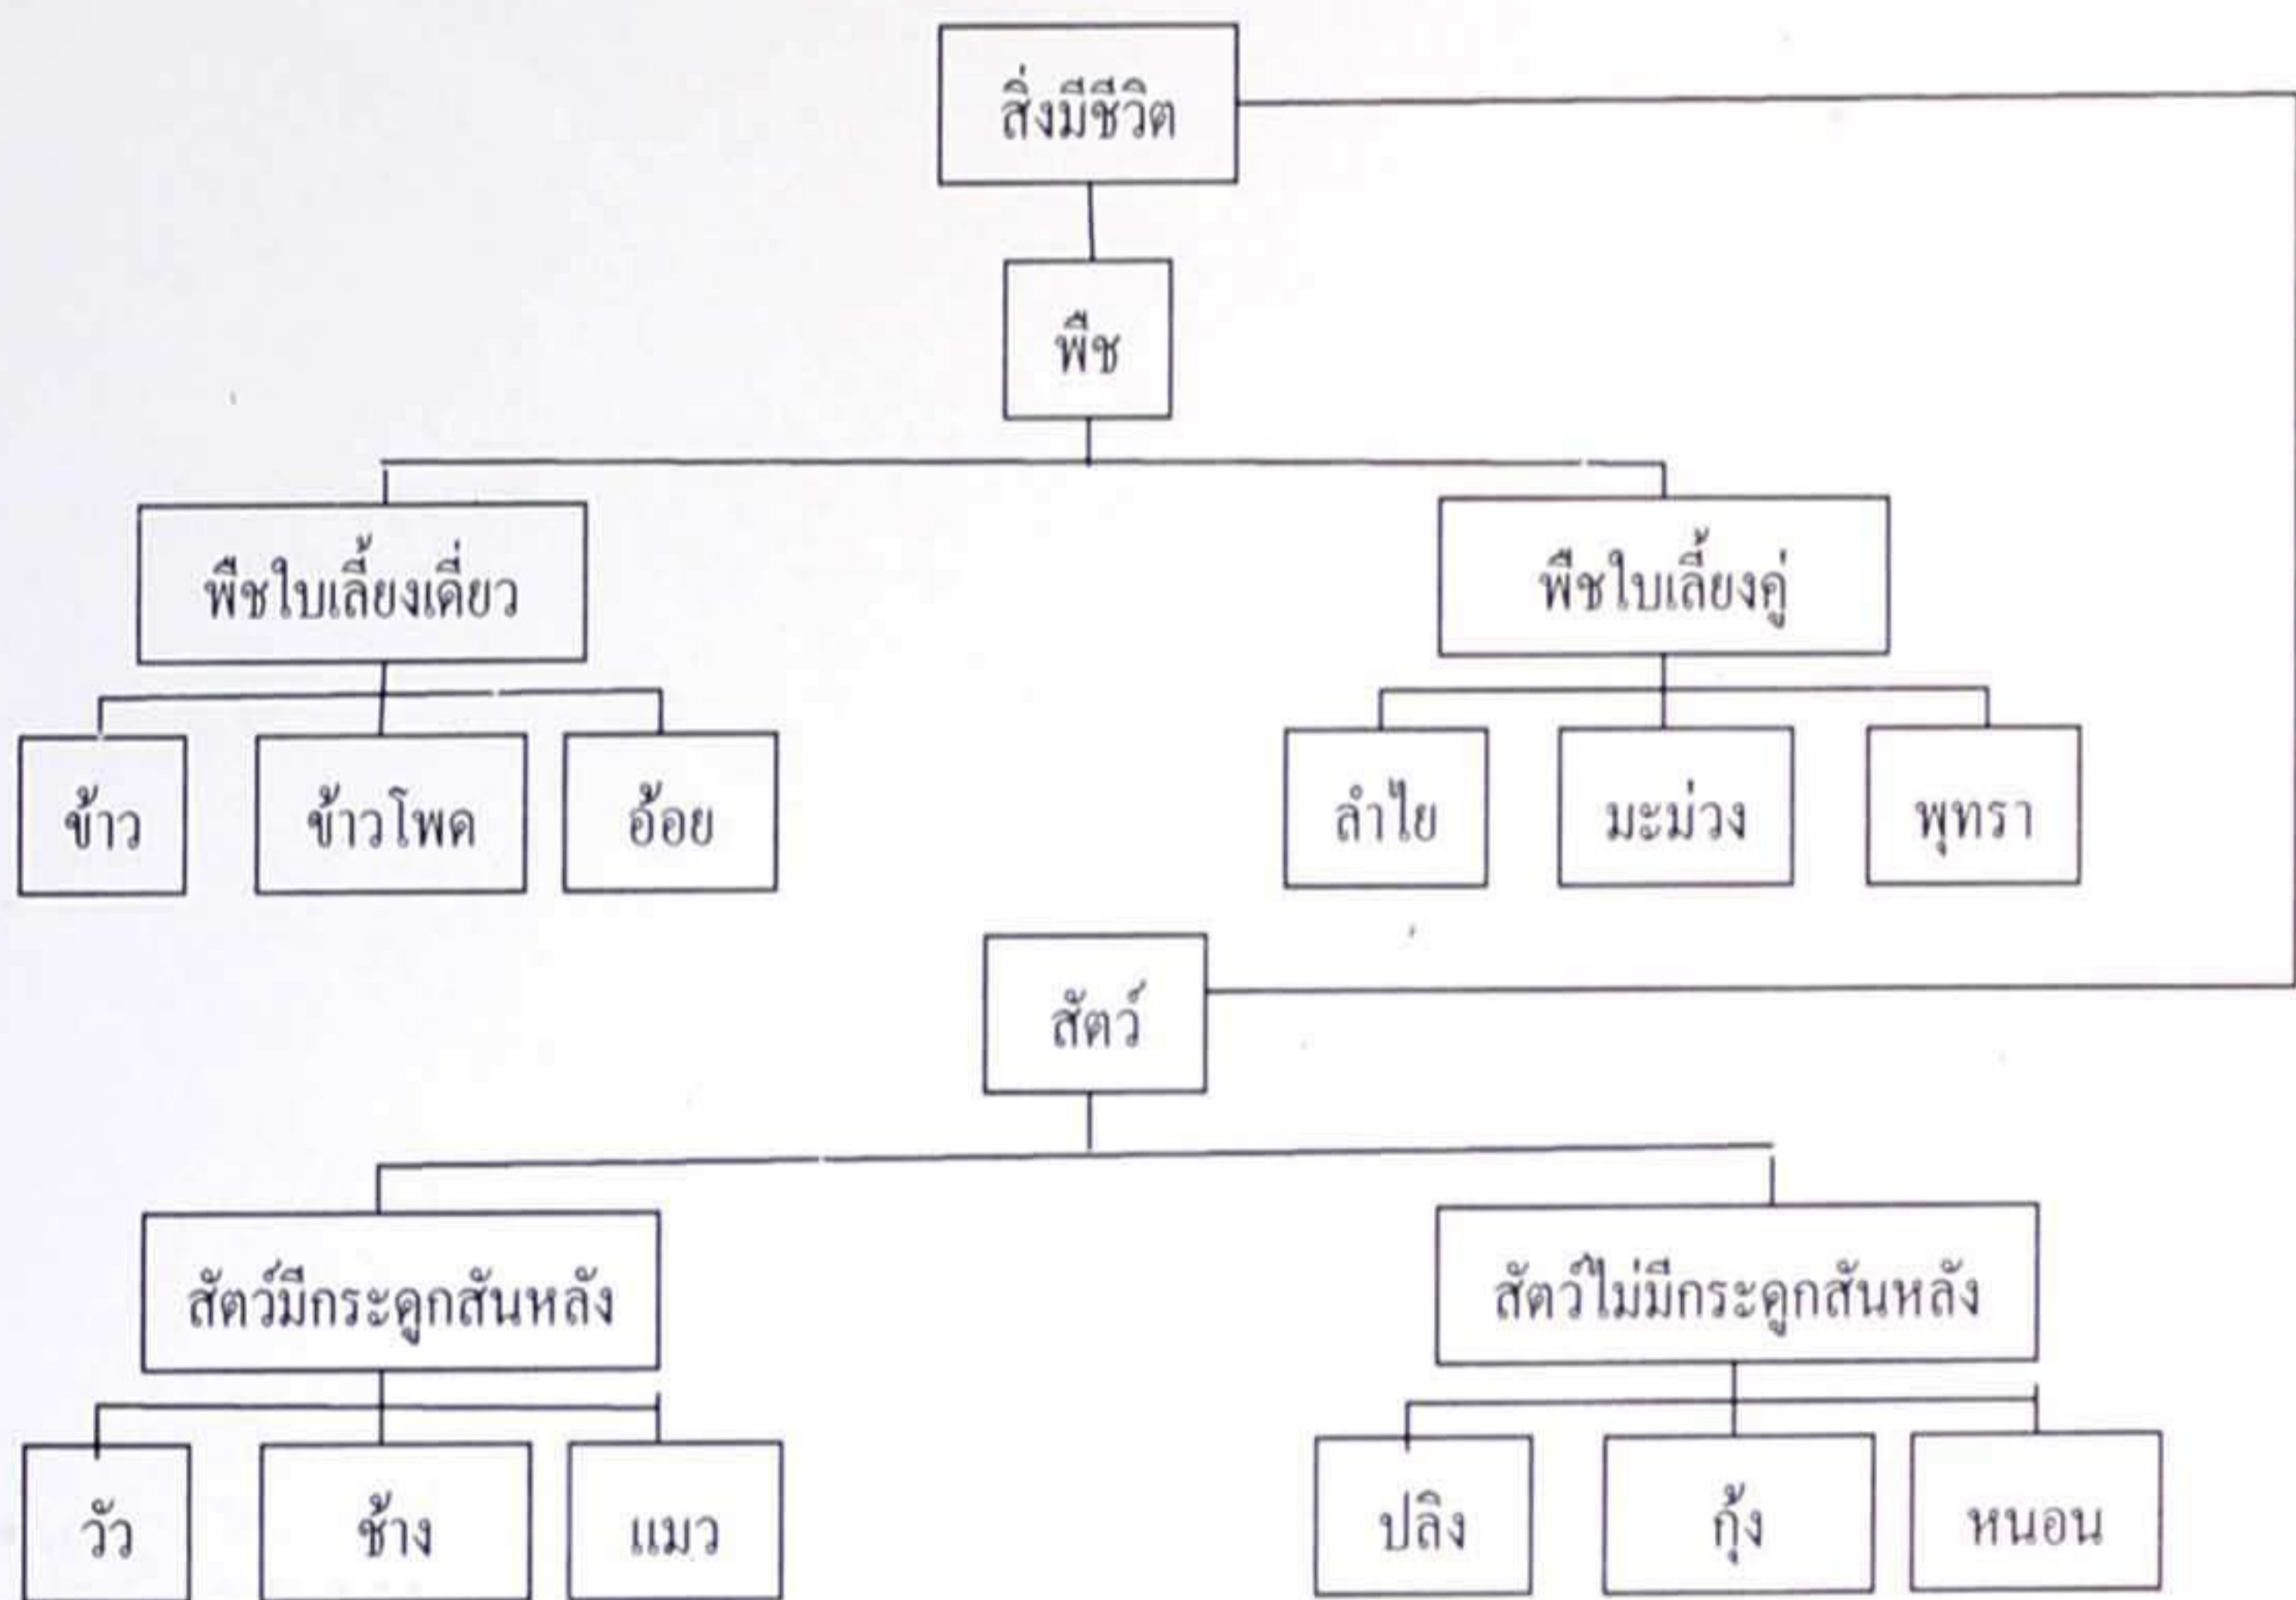 สิ่งมีชีวิต
พืช
พืชใบเลี้ยงเดี่ยว
พืชใบเลี้ยงคู่
ข้าว
ข้าวโพด
อ้อย
ลำไย
มะม่วง
พุทรา
สัตว์
สัตว์มีกระดูกสันหลัง
สัตว์ไม่มีกระดูกสันหลัง
วัว
ช้าง
แมว
ปลิง
กุ้ง
หนอน